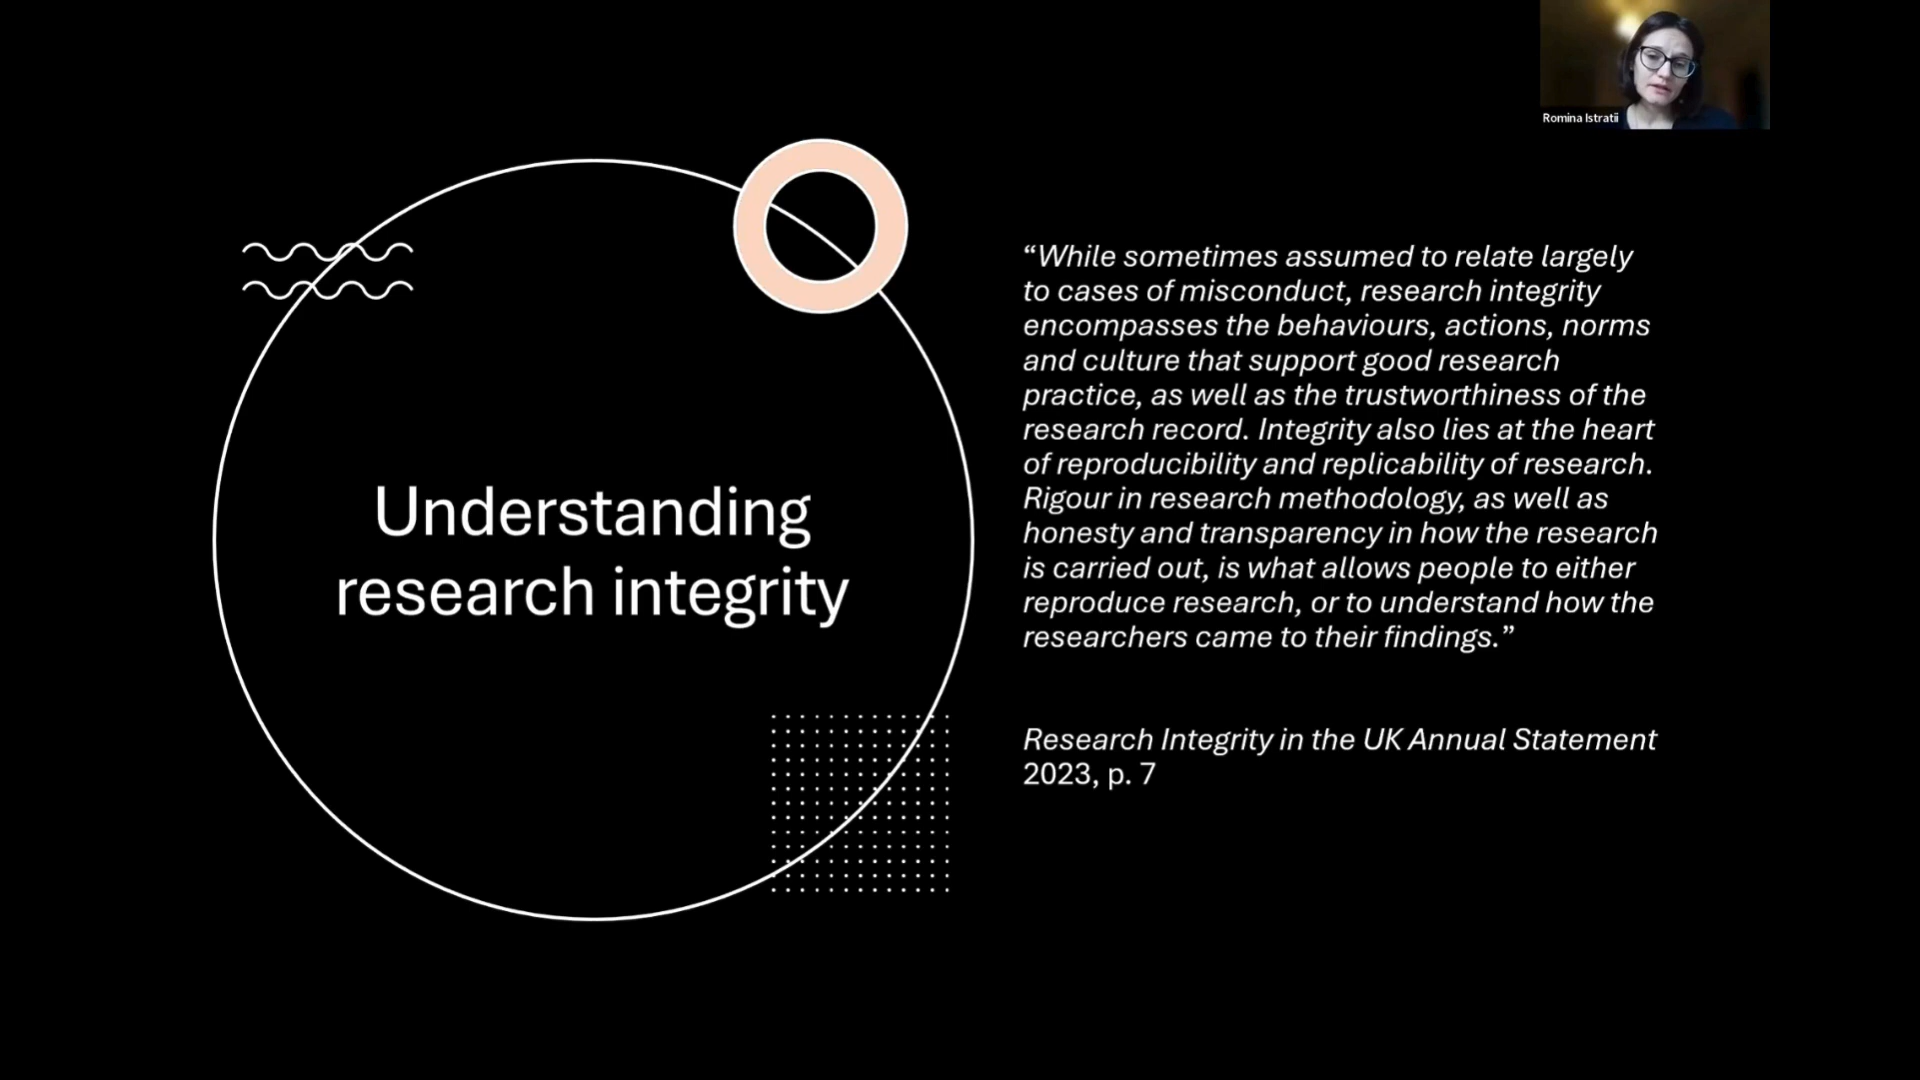 Romina Istratii
Understanding
research integrity
“While sometimes assumed to relate largely
to cases of misconduct, research integrity
encompasses the behaviours, actions, norms
and culture that support good research
practice, as well as the trustworthiness of the
research record. Integrity also lies at the heart
of reproducibility and replicability of research.
Rigour in research methodology, as well as
honesty and transparency in how the research
is carried out, is what allows people to either
reproduce research, or to understand how the
researchers came to their findings.”
Research Integrity in the UK Annual Statement
2023, p. 7